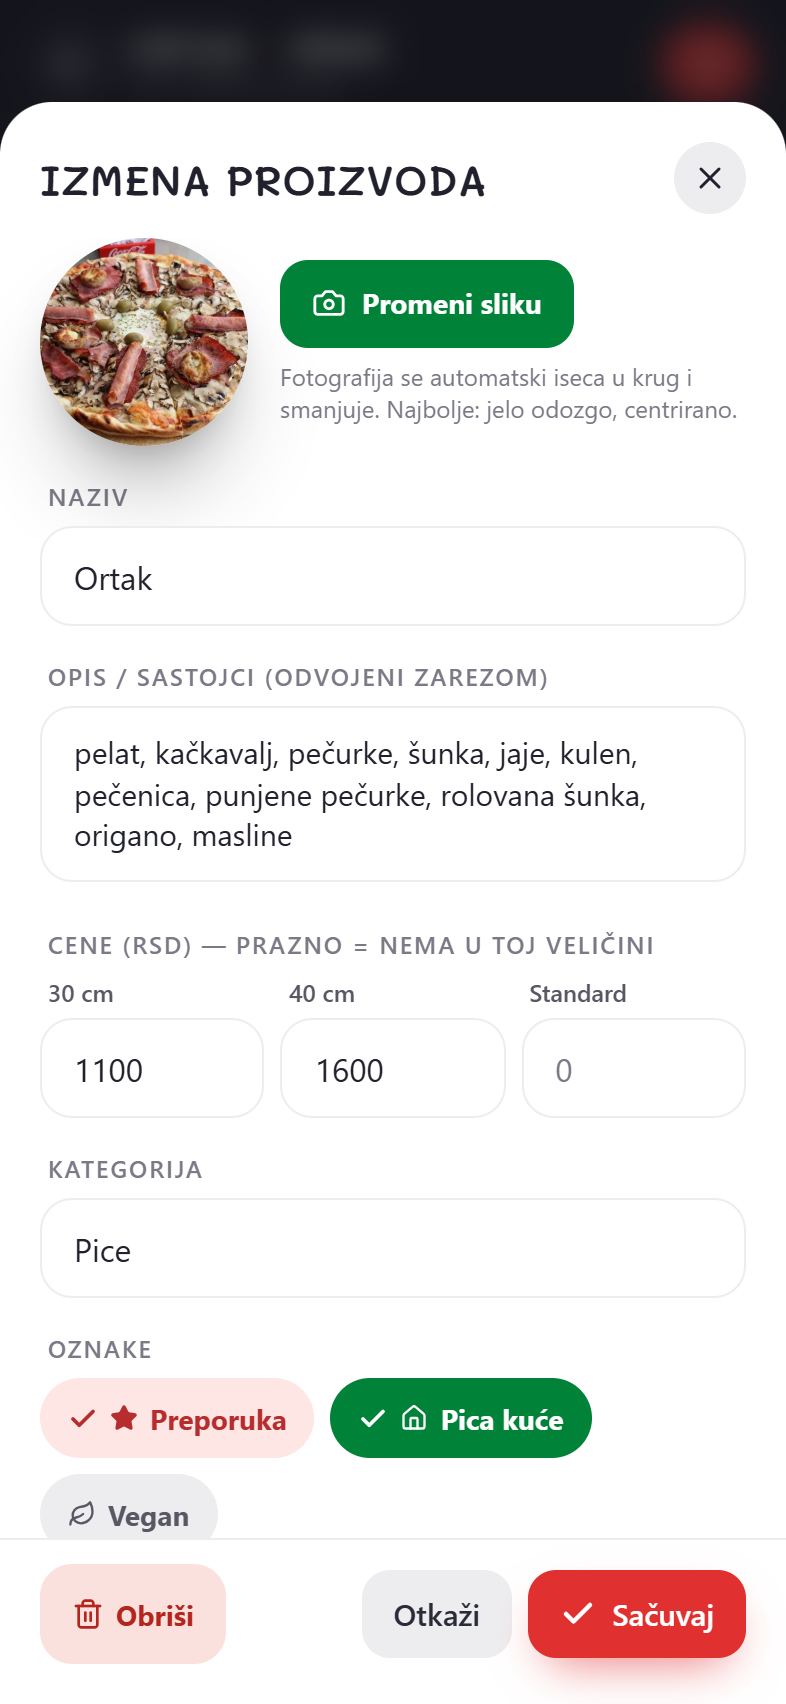 IZMENA PROIZVODA
Promeni sliku
Fotografija se automatski iseca u krug i
smanjuje. Najbolje: jelo odozgo, centrirano.
NAZIV
Ortak
OPIS / SASTOJCI (ODVOJENI ZAREZOM)
pelat, kačkavalj, pečurke, šunka, jaje, kulen,
pečenica, punjene pečurke, rolovana šunka,
origano, masline
CENE (RSD) — PRAZNO = NEMA U TOJ VELIČINI
30 cm 40 cm Standard
1100 1600 0
KATEGORIJA
Pice
OZNAKE
Preporuka Pica kuće
Vegan
Obriši Otkaži Sačuvaj